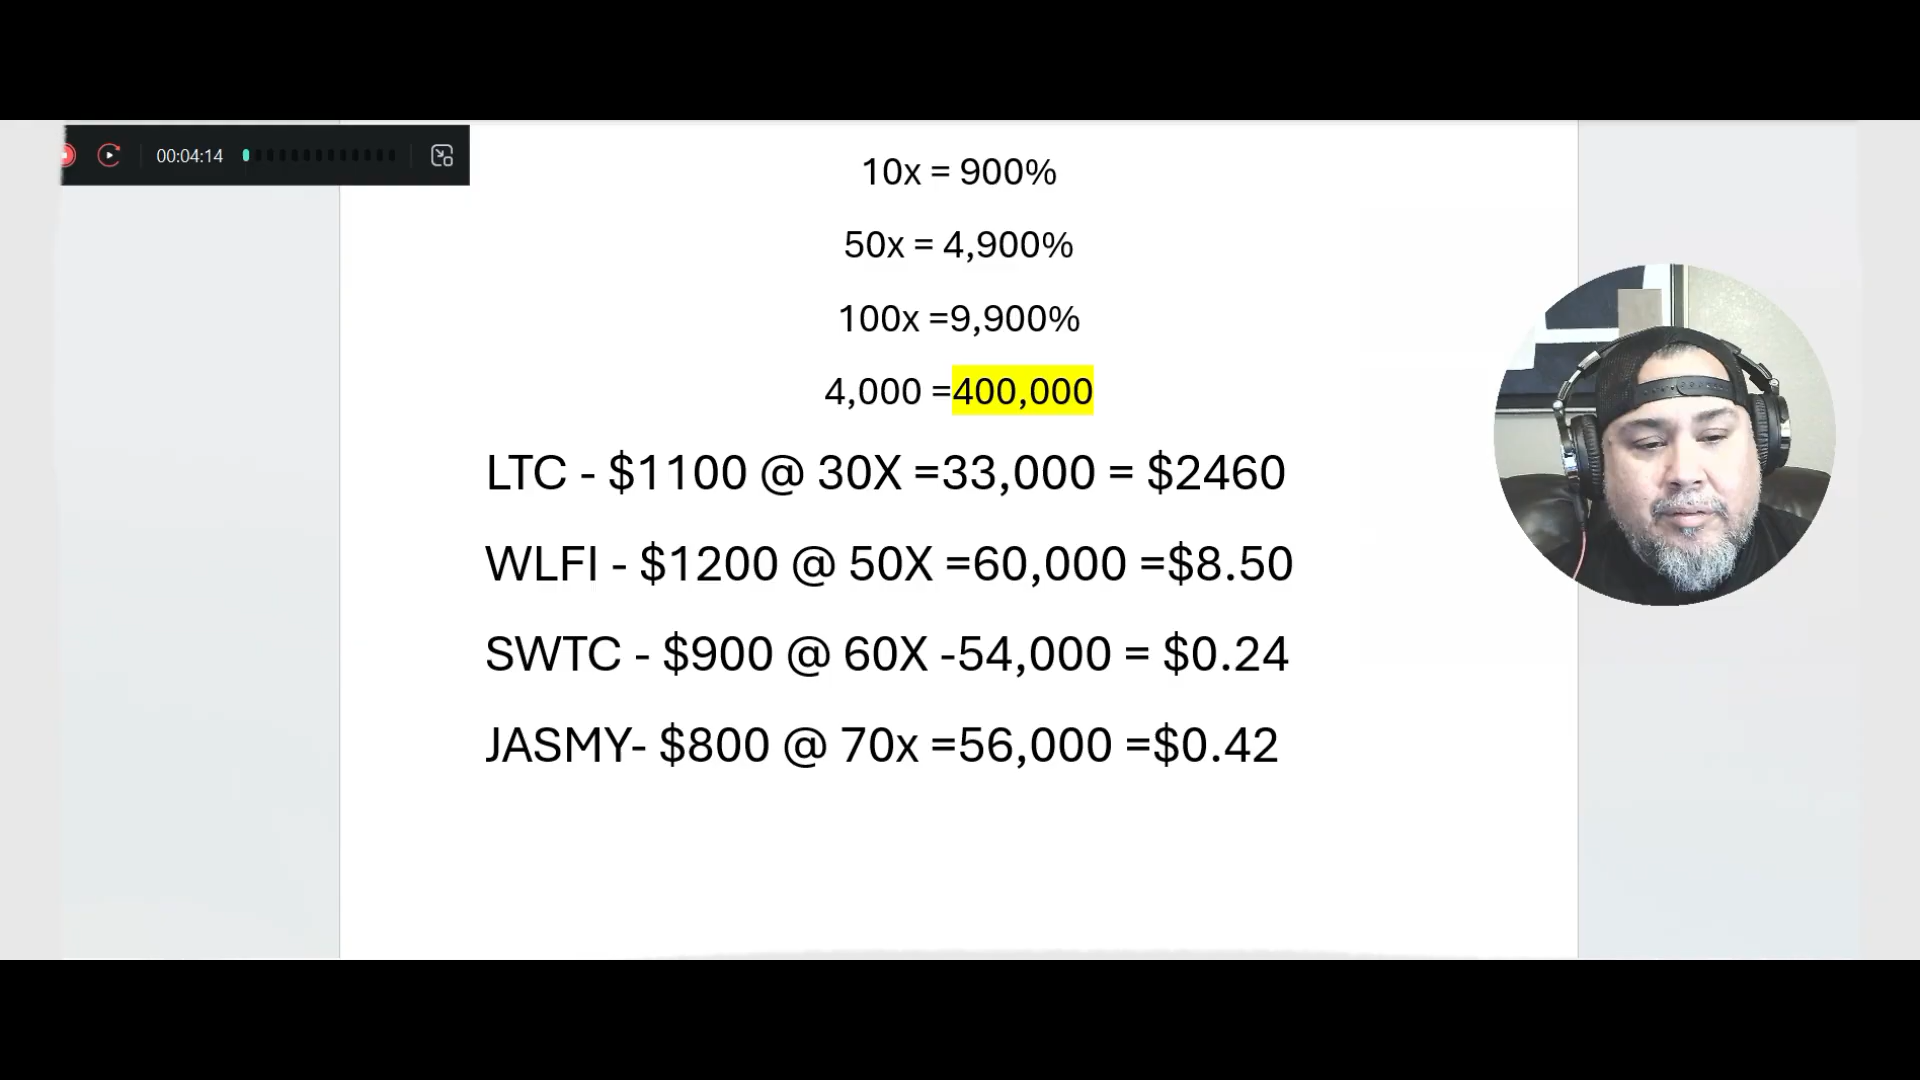 00:04:14
10x = 900%
50x = 4,900%
100x =9,900%
4,000 =400,000
LTC - $1100 @ 30X =33,000 = $2460
WLFI - $1200 @ 50X =60,000 =$8.50
SWTC - $900 @ 60X -54,000 = $0.24
JASMY- $800 @ 70x =56,000 =$0.42